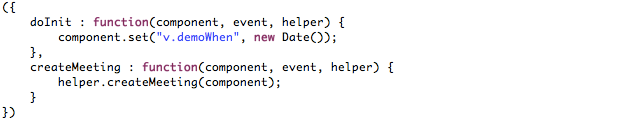 ({
    doInit : function(component, event, helper) {
        component.set("v.demoWhen", new Date());
    },
    createMeeting : function(component, event, helper) {
        helper.createMeeting(component);
    }
})